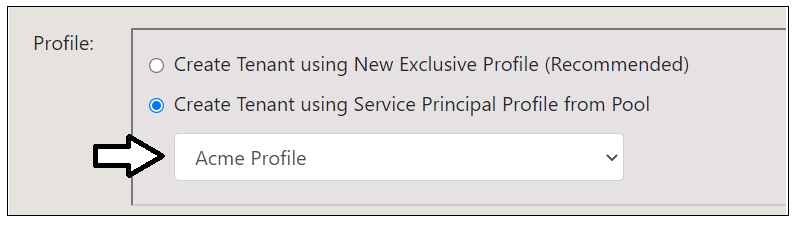 Profile:
Create Tenant using New Exclusive Profile (Recommended)
Create Tenant using Service Principal Profile from Pool
Acme Profile